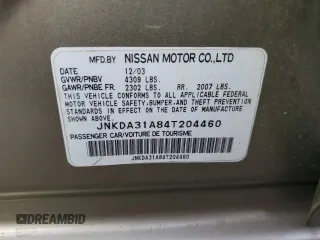 MFD.BY NISSAN MOTOR CO.,LTD
DATE 12/03
GVWR/PNBV 4309 LBS.
GAWR/PNBE FR. 2302 LBS. RR. 2007 LBS.
THIS VEHICLE CONFORMS TO ALL APPLICABLE FEDERAL
MOTOR VEHICLE SAFETY, BUMPER, AND THEFT
PREVENTION STANDARDS IN EFFECT ON THE DATE OF
MANUFACTURE SHOWN ABOVE.
JNKDA31A84T204460
PASSENGER CAR/VOITURE DE TOURISME
JNKDA31A84T204460
DREAMBID